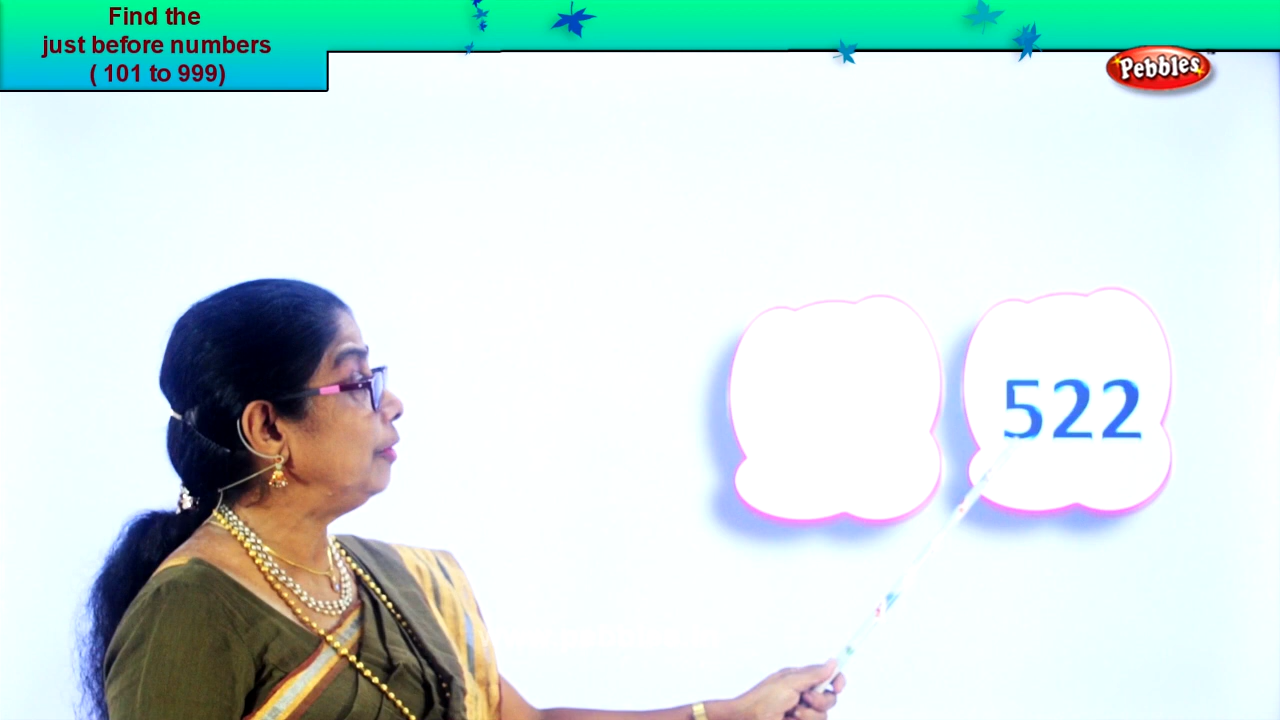 Find the
just before numbers
( 101 to 999)
Pebbles
522